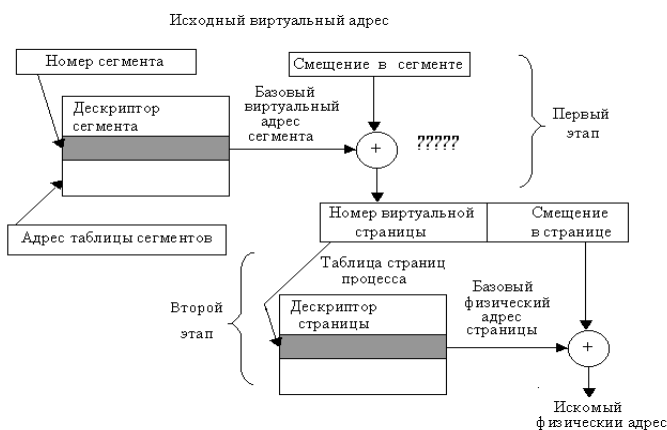 Исходный виртуальный адрес
Номер сегмента
Смещение в сегменте
Дескриптор
сегмента
Базовый
виртуальный
адрес
сегмента
+
?????
Первый
этап
Адрес таблицы сегментов
Номер виртуальной
страницы
Смещение
в странице
Таблица страниц
процесса
Второй
этап
Дескриптор
страницы
Базовый
физический
адрес
страницы
+
Искомый
физический адрес